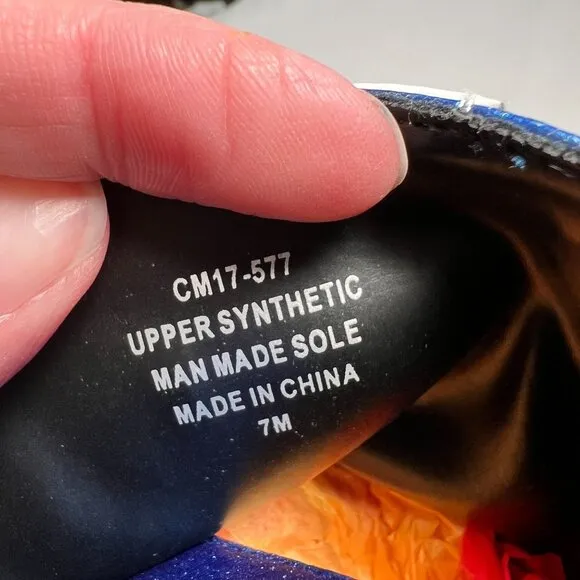 CM17-577
UPPER SYNTHETIC
MAN MADE SOLE
MADE IN CHINA
7M